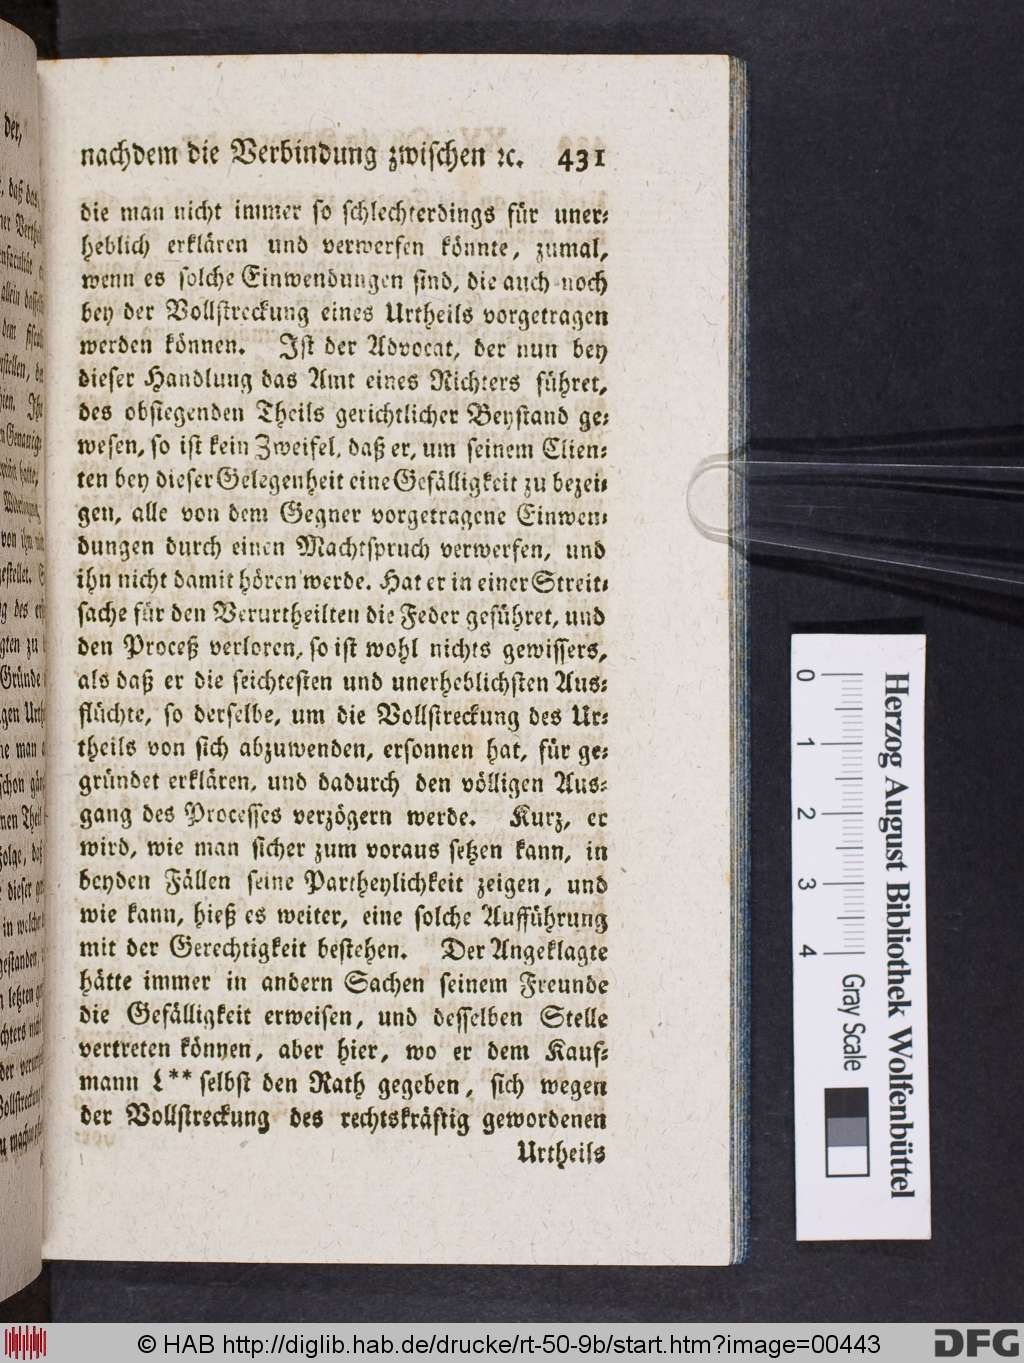 nachdem die Verbindung zwischen ꝛc. 431
die man nicht immer so schlechterdings für uner⸗
heblich erklären und verwerfen könnte, zumal,
wenn es solche Einwendungen sind, die auch noch
bey der Vollstreckung eines Urtheils vorgetragen
werden können. Ist der Advocat, der nun bey
dieser Handlung das Amt eines Richters führet,
des obsiegenden Theils gerichtlicher Beystand ge⸗
wesen, so ist kein Zweifel, daß er, um seinem Clien⸗
ten bey dieser Gelegenheit eine Gefälligkeit zu bezei⸗
gen, alle von dem Gegner vorgetragene Einwen⸗
dungen durch einen Machtspruch verwerfen, und
ihn nicht damit hören werde. Hat er in einer Streit⸗
sache für den Verurtheilten die Feder geführet, und
den Proceß verloren, so ist wohl nichts gewissers,
als daß er die seichtesten und unerheblichsten Aus⸗
flüchte, so derselbe, um die Vollstreckung des Ur⸗
theils von sich abzuwenden, ersonnen hat, für ge⸗
gründet erklären, und dadurch den völligen Aus⸗
gang des Processes verzögern werde. Kurz, er
wird, wie man sicher zum voraus setzen kann, in
beyden Fällen seine Partheylichkeit zeigen, und
wie kann, hieß es weiter, eine solche Aufführung
mit der Gerechtigkeit bestehen. Der Angeklagte
hätte immer in andern Sachen seinem Freunde
die Gefälligkeit erweisen, und desselben Stelle
vertreten können, aber hier, wo er dem Kauf⸗
mann L** selbst den Rath gegeben, sich wegen
der Vollstreckung des rechtskräftig gewordenen
Urtheils
Herzog August Bibliothek Wolfenbüttel
0 1 2 3 4
Gray Scale
© HAB http://diglib.hab.de/drucke/rt-50-9b/start.htm?image=00443
DFG